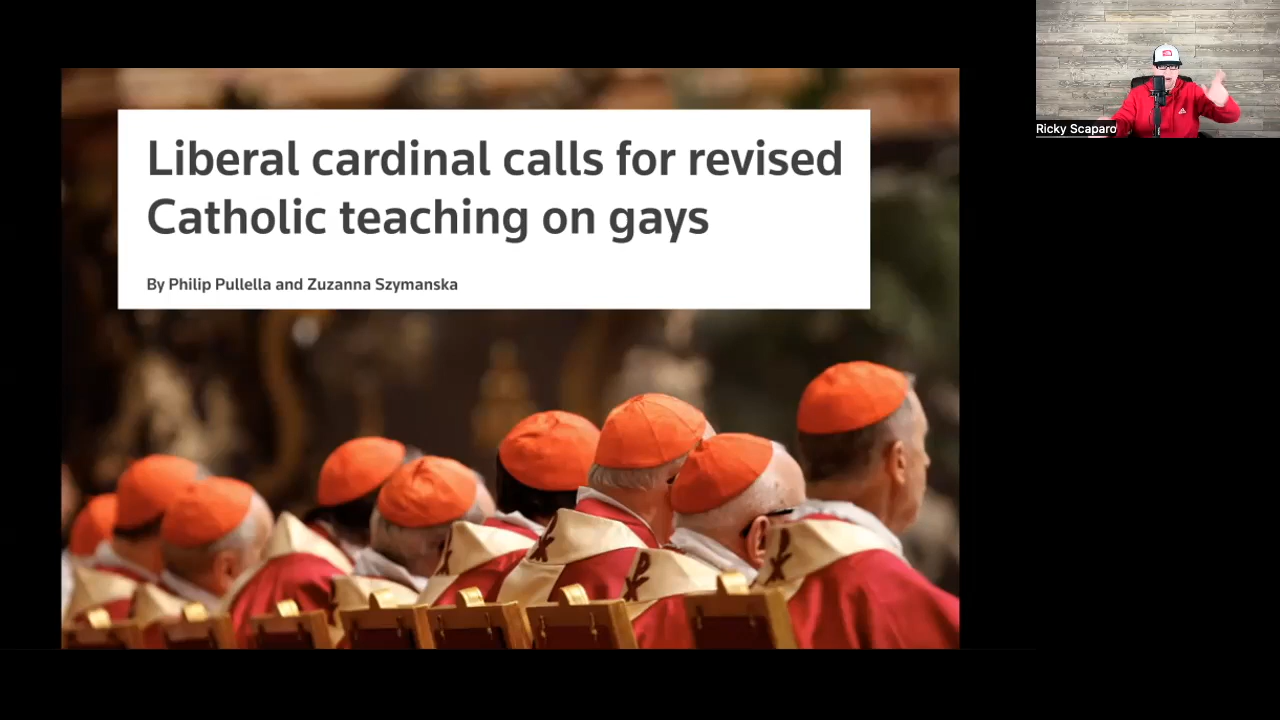 Liberal cardinal calls for revised
Catholic teaching on gays
By Philip Pullella and Zuzanna Szymanska
Ricky Scaparo